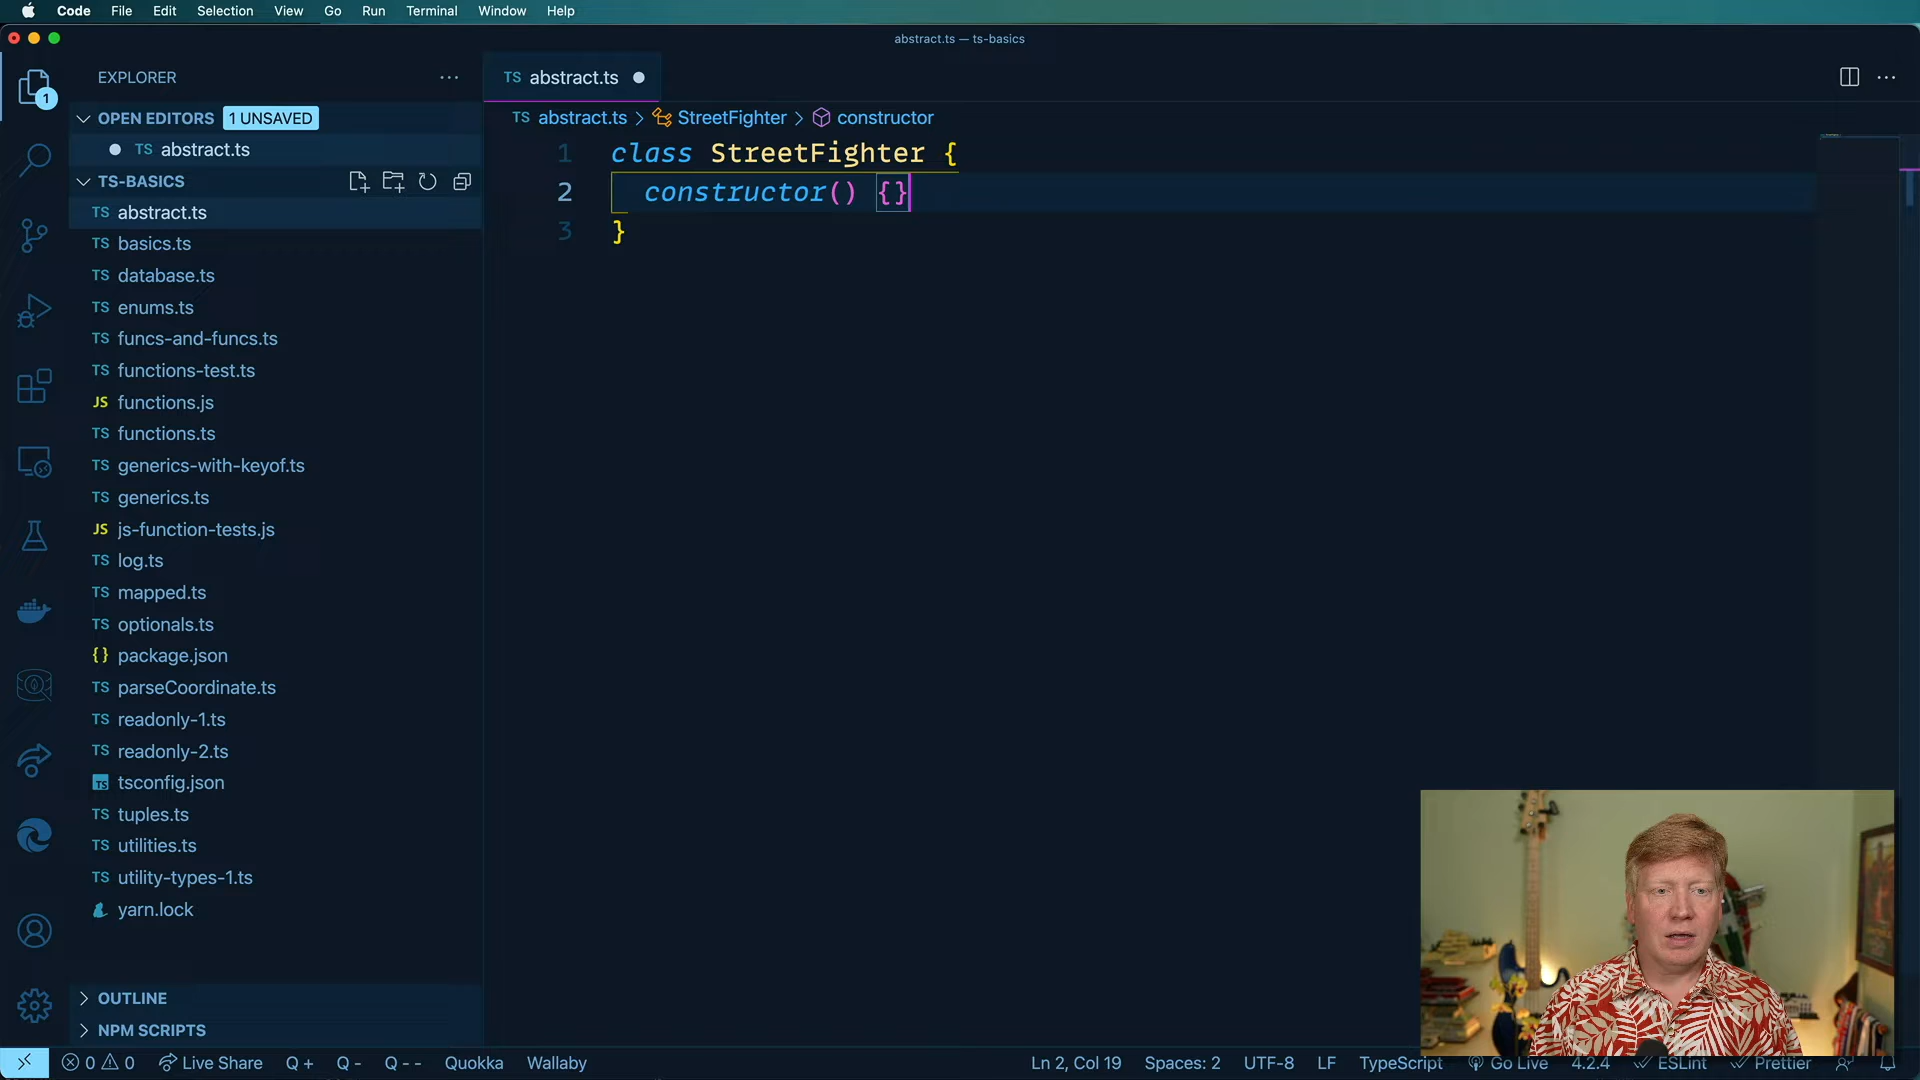 Code File Edit Selection View Go Run Terminal Window Help
abstract.ts — ts-basics
EXPLORER
TS abstract.ts
1
OPEN EDITORS 1 UNSAVED
TS abstract.ts > StreetFighter > constructor
TS abstract.ts
1 class StreetFighter {
TS-BASICS
2 constructor() {}
TS abstract.ts
3 }
TS basics.ts
TS database.ts
TS enums.ts
TS funcs-and-funcs.ts
TS functions-test.ts
JS functions.js
TS functions.ts
TS generics-with-keyof.ts
TS generics.ts
JS js-function-tests.js
TS log.ts
TS mapped.ts
TS optionals.ts
{} package.json
TS parseCoordinate.ts
TS readonly-1.ts
TS readonly-2.ts
TS tsconfig.json
TS tuples.ts
TS utilities.ts
TS utility-types-1.ts
yarn.lock
OUTLINE
NPM SCRIPTS
0 0 Live Share Q + Q - Q - - Quokka Wallaby Ln 2, Col 19 Spaces: 2 UTF-8 LF TypeScript Go Live 4.2.4 ESLint Prettier